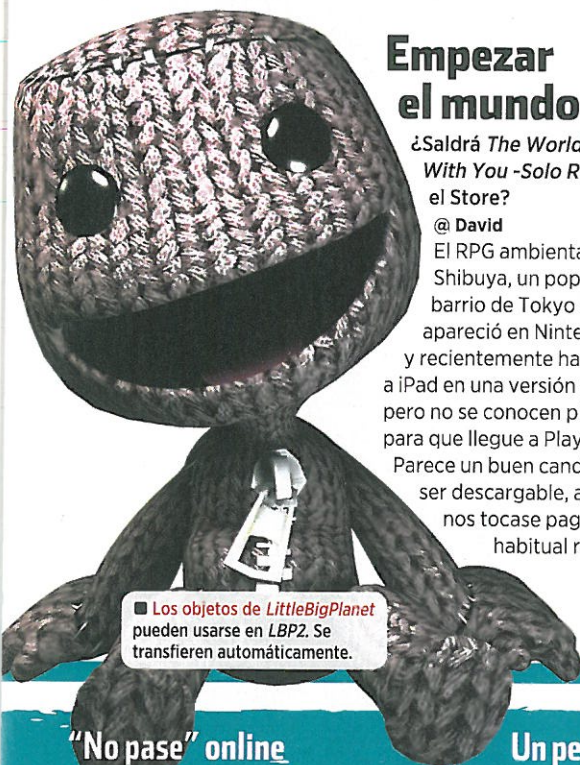 Empezar
el mundo
¿Saldrá The World
With You -Solo R
el Store?
@ David
El RPG ambienta
Shibuya, un pop
barrio de Tokyo
apareció en Ninte
y recientemente ha
a iPad en una versión
pero no se conocen p
para que llegue a Play
Parece un buen canc
ser descargable, a
nos tocase pag
habitual r
Los objetos de LittleBigPlanet
pueden usarse en LBP2. Se
transfieren automáticamente.
"No pase" online
Un pe